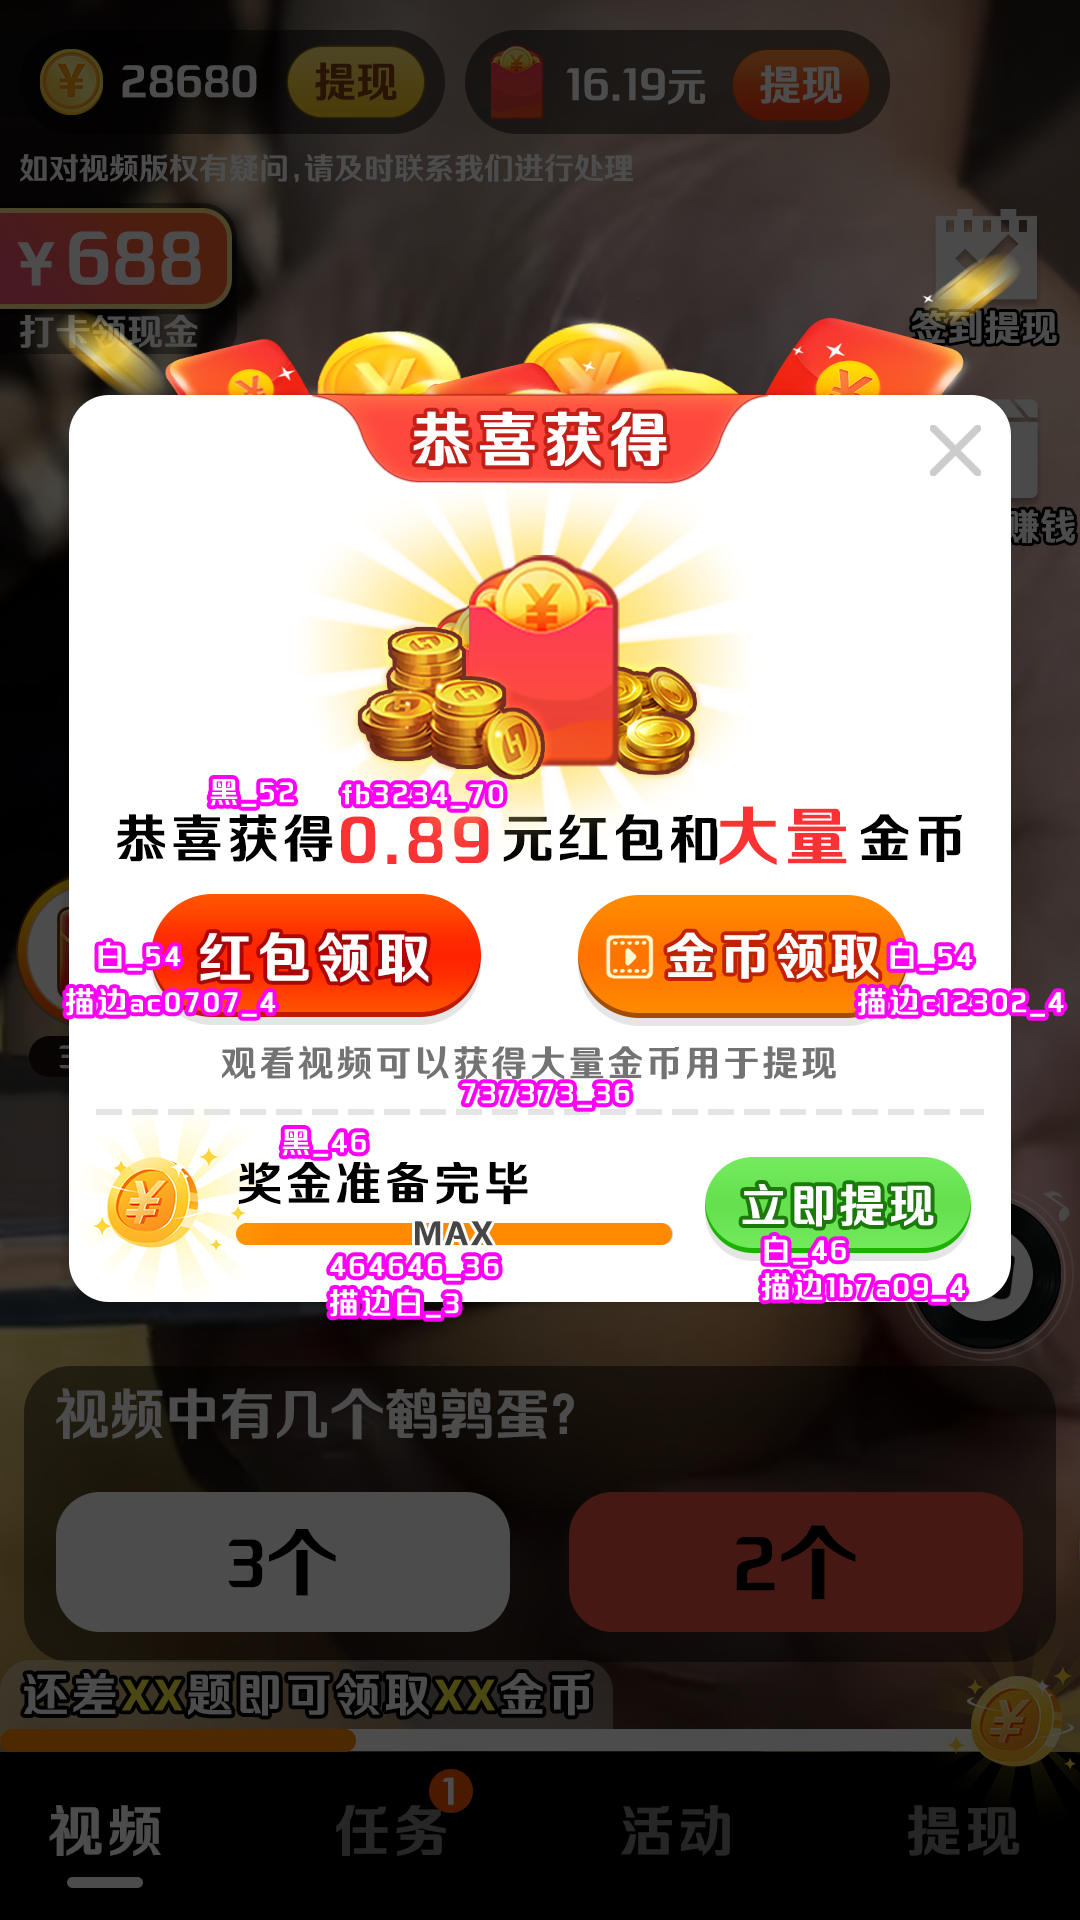 28680 提现 16.19元 提现
如对视频版权有疑问,请及时联系我们进行处理
¥688
打卡领现金
签到提现
恭喜获得
赚钱
黑_52 fb3234_70
恭喜获得0.89元红包和大量金币
白_54 红包领取 金币领取 白_54
描边ac0707_4 描边c12302_4
观看视频可以获得大量金币用于提现
737373_36
黑_46
奖金准备完毕
MAX
立即提现
464646_36
描边白_3
白_46
描边1b7a09_4
视频中有几个鹌鹑蛋?
3个 2个
还差XX题即可领取XX金币
视频 任务 1 活动 提现